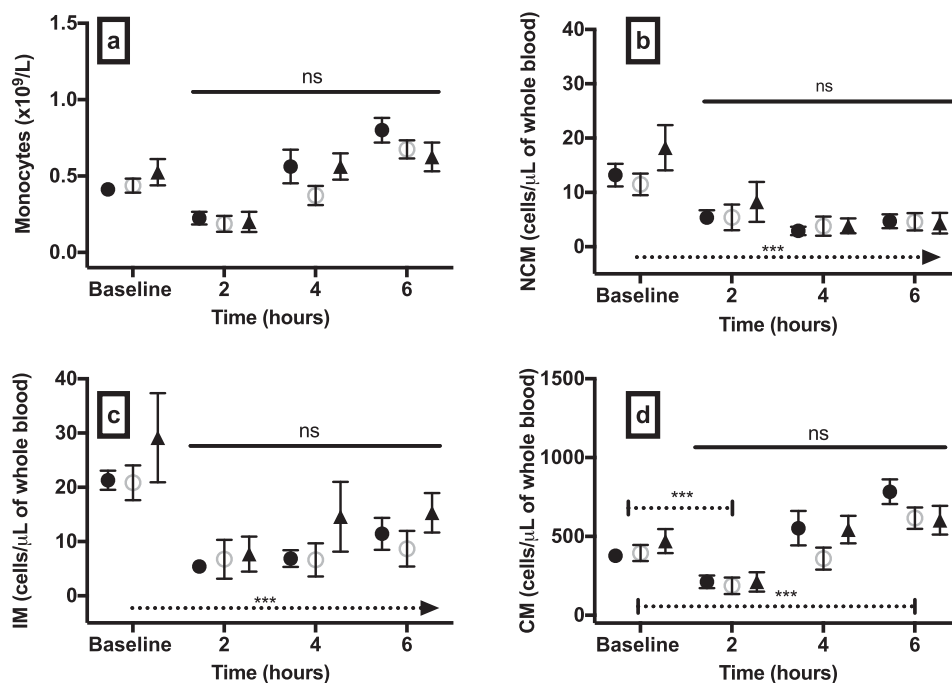 a
Monocytes (x10⁹/L)
1.5
1.0
0.5
0.0
ns
Baseline 2 4 6
Time (hours)
b
NCM (cells/μL of whole blood)
40
30
20
10
0
ns
***
Baseline 2 4 6
Time (hours)
c
IM (cells/μL of whole blood)
40
30
20
10
0
ns
***
Baseline 2 4 6
Time (hours)
d
CM (cells/μL of whole blood)
1500
1000
500
0
ns
***
***
Baseline 2 4 6
Time (hours)